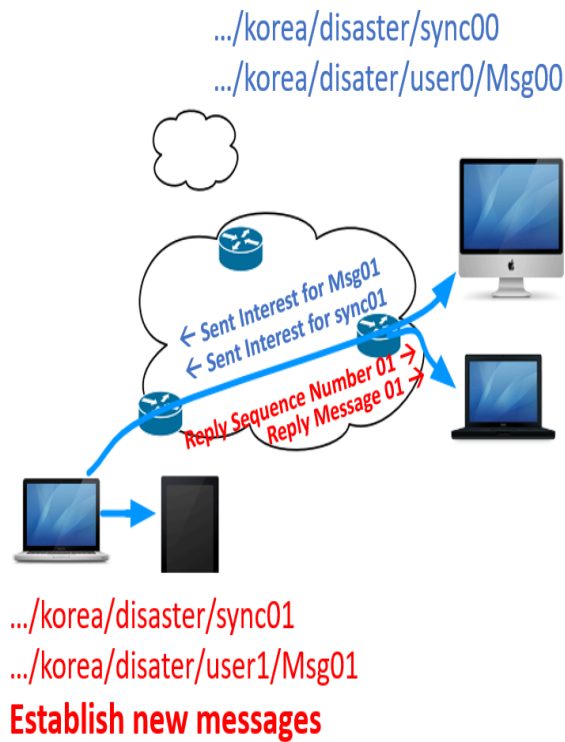 .../korea/disaster/sync00
.../korea/disater/user0/Msg00
← Sent Interest for Msg01
← Sent Interest for sync01
Reply Sequence Number 01 →
Reply Message 01 →
.../korea/disaster/sync01
.../korea/disater/user1/Msg01
Establish new messages